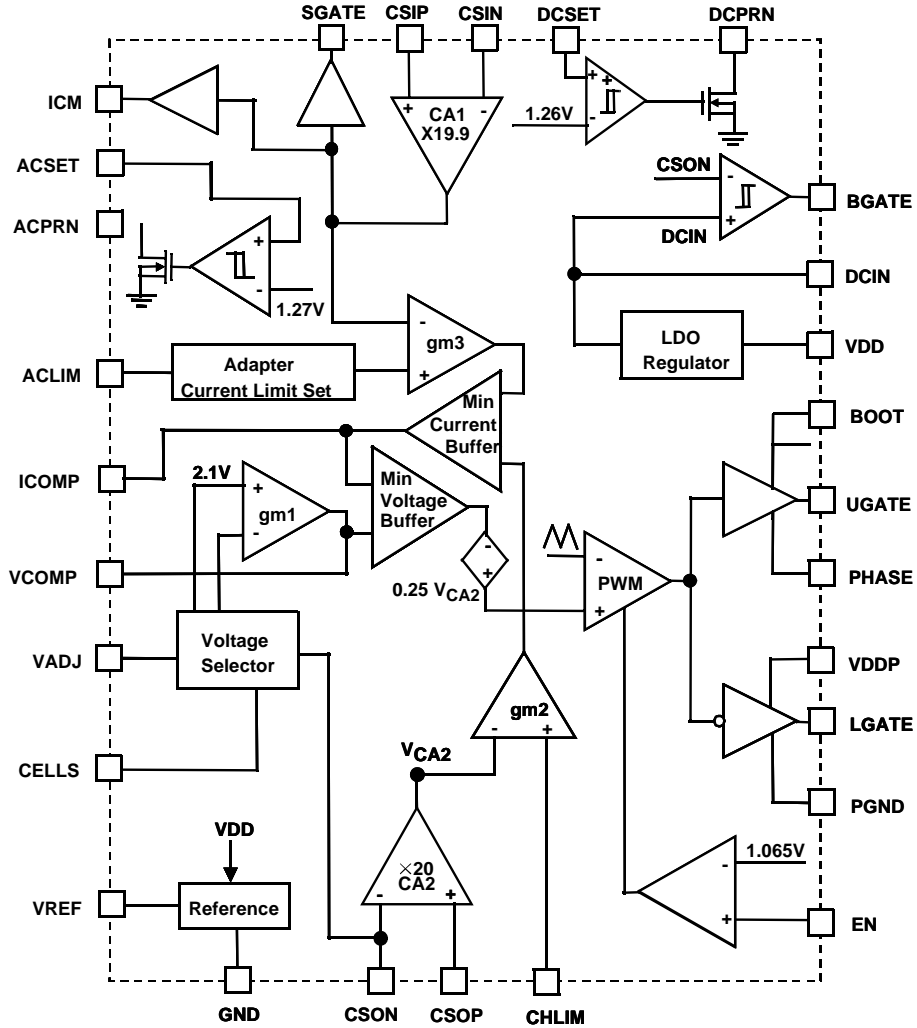 SGATE CSIP CSIN DCSET DCPRN
ICM
ACSET
ACPRN
+ -
CA1
X19.9
+ +
1.26V
-
CSON
-
+
DCIN
BGATE
DCIN
+
-
1.27V
LDO
Regulator
VDD
-
gm3
+
ACLIM
Adapter
Current Limit Set
Min
Current
Buffer
BOOT
ICOMP
2.1V
+
gm1
-
Min
Voltage
Buffer
UGATE
-
+
0.25 VCA2
-
PWM
+
VCOMP
PHASE
VADJ
Voltage
Selector
VDDP
gm2
- +
LGATE
CELLS
VCA2
PGND
VDD
×20
CA2
- +
1.065V
-
+
VREF
Reference
EN
GND CSON CSOP CHLIM